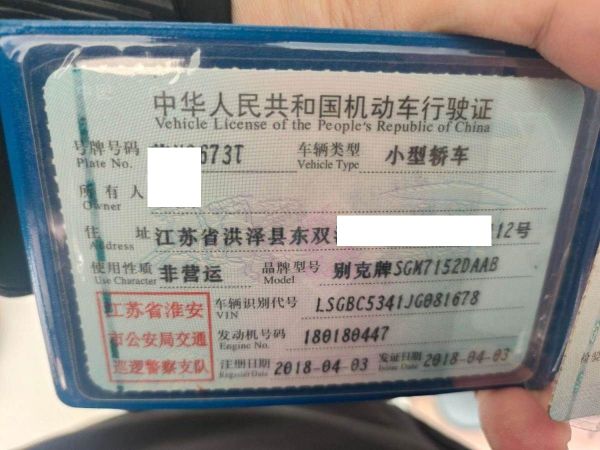 中华人民共和国机动车行驶证
Vehicle License of the People's Republic of China
号牌号码 673T 车辆类型 小型轿车
Plate No. Vehicle Type
所有人
Owner
住址 江苏省洪泽县东双 12号
Address
使用性质 非营运 品牌型号 别克牌SGM7152DAAB
Use Character Model
江苏省淮安
市公安局交通
巡逻警察支队
车辆识别代号 LSGBC5341JG081678
VIN
发动机号码 180180447
Engine No.
注册日期 2018-04-03 发证日期 2018-04-03
Register Date Issue Date